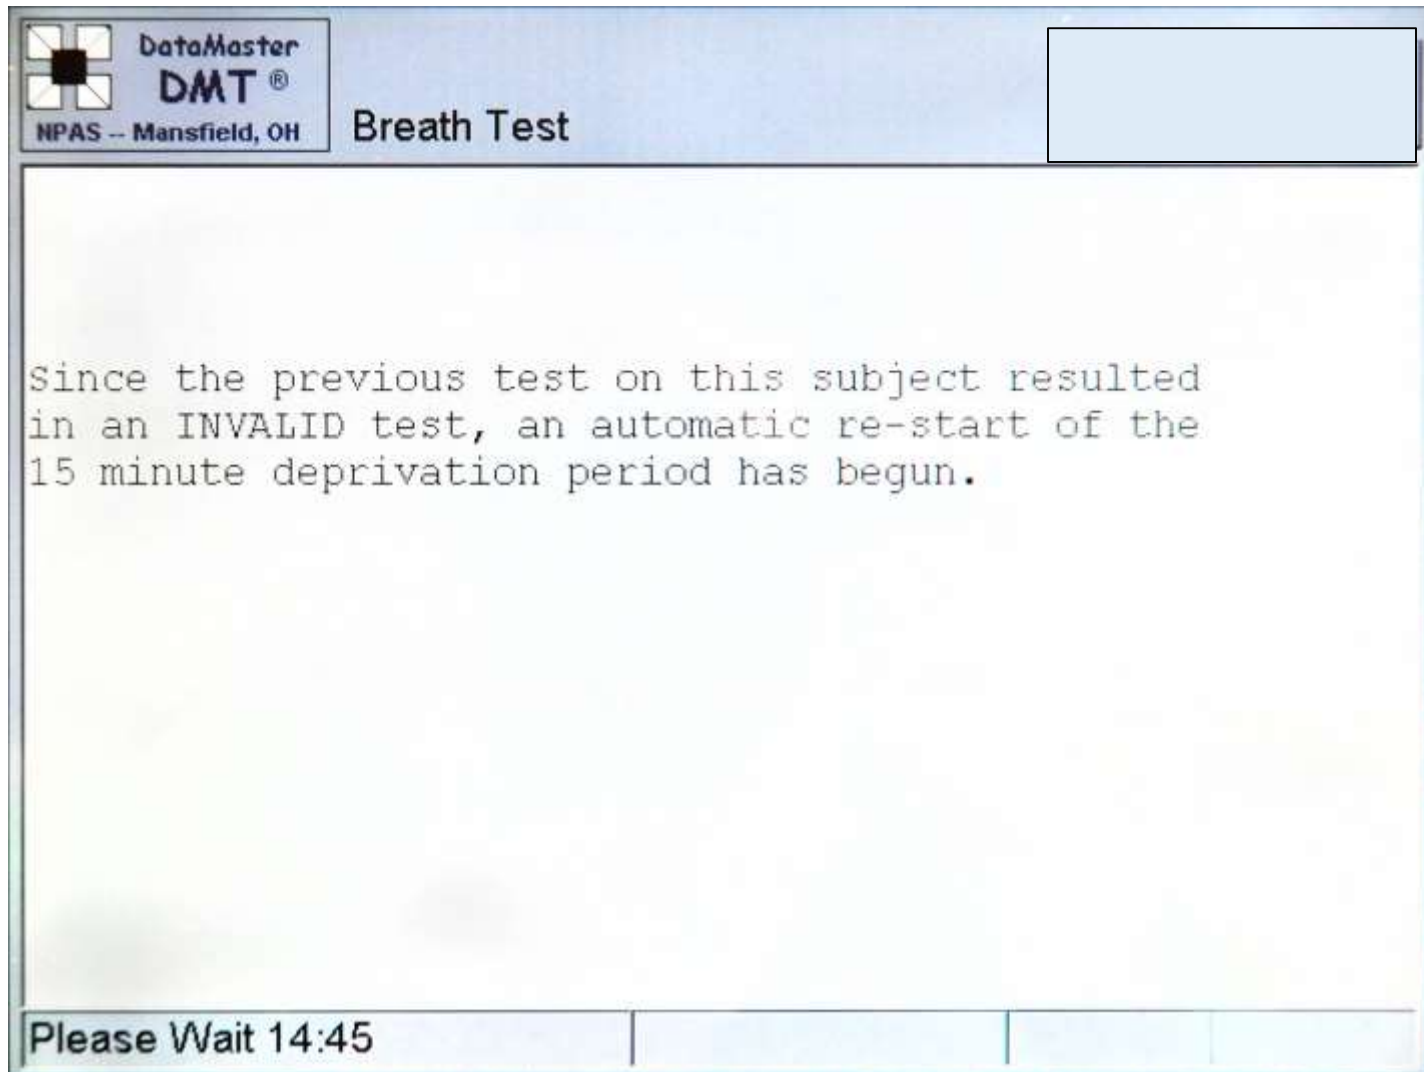 DataMaster
DMT ®
NPAS -- Mansfield, OH
Breath Test
Since the previous test on this subject resulted
in an INVALID test, an automatic re-start of the
15 minute deprivation period has begun.
Please Wait 14:45